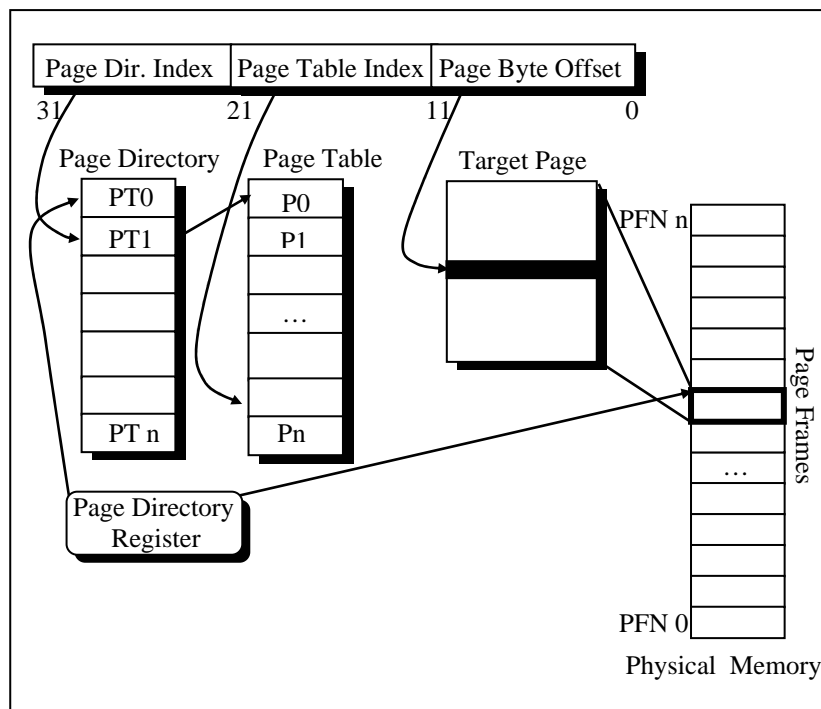 Page Dir. Index Page Table Index Page Byte Offset
31 21 11 0
Page Directory Page Table Target Page
PT0 P0
PFN n
PT1 P1
…
PT n Pn
Page Frames
…
Page Directory
Register
PFN 0
Physical Memory